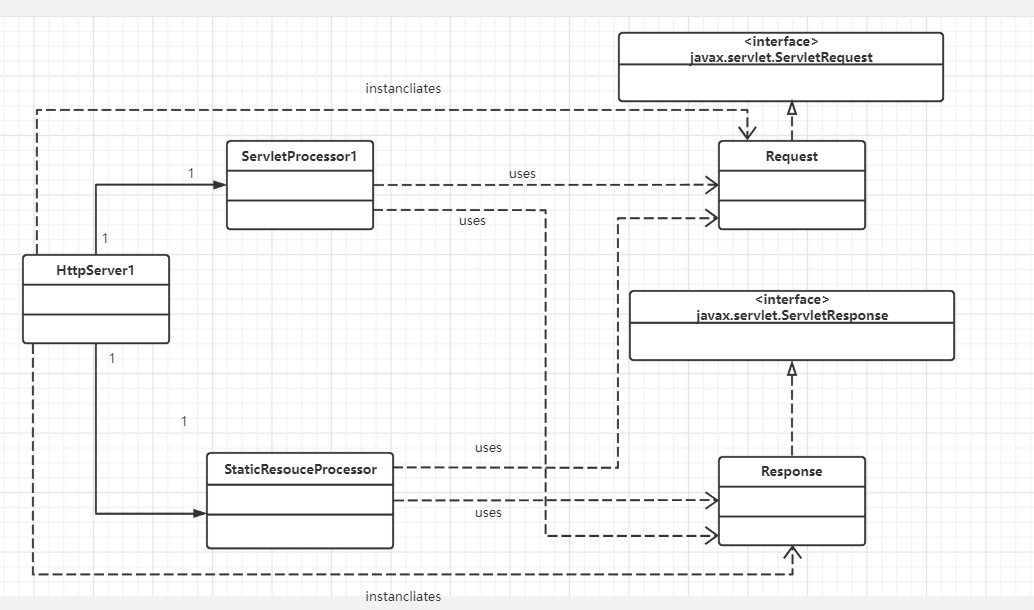 <interface>
javax.servlet.ServletRequest
instancliates
ServletProcessor1
Request
1
uses
uses
1
HttpServer1
<interface>
javax.servlet.ServletResponse
1
1
uses
StaticResouceProcessor
Response
uses
instancliates